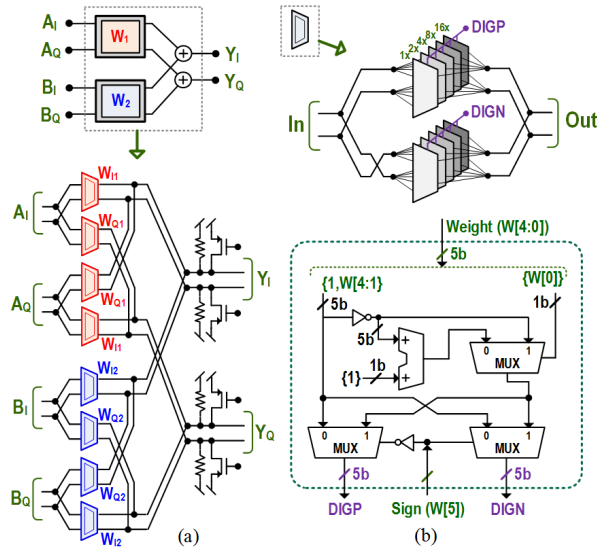 A_I
A_Q
B_I
B_Q
W_1
W_2
+
+
Y_I
Y_Q
A_I
A_Q
B_I
B_Q
W_I1
W_Q1
W_Q1
W_I1
W_I2
W_Q2
W_Q2
W_I2
Y_I
Y_Q
(a)
1x
2x
4x
8x
16x
DIGP
DIGN
In
Out
Weight (W[4:0])
5b
{1,W[4:1]}
{W[0]}
5b
1b
5b
+
+
{1}
1b
0 1
MUX
0 1
MUX
0 1
MUX
5b
5b
DIGP
Sign (W[5])
DIGN
(b)